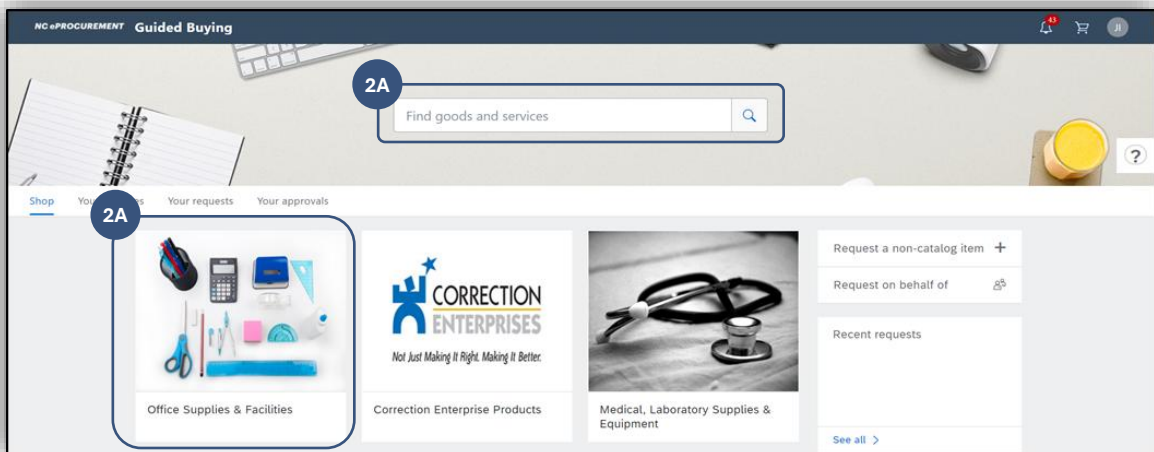 NC ePROCUREMENT Guided Buying
43
JI
2A
Find goods and services
?
Shop
Your requests
Your approvals
2A
Request a non-catalog item +
Request on behalf of
CORRECTION
ENTERPRISES
Not Just Making It Right. Making It Better.
Recent requests
Office Supplies & Facilities
Correction Enterprise Products
Medical, Laboratory Supplies &
Equipment
See all >